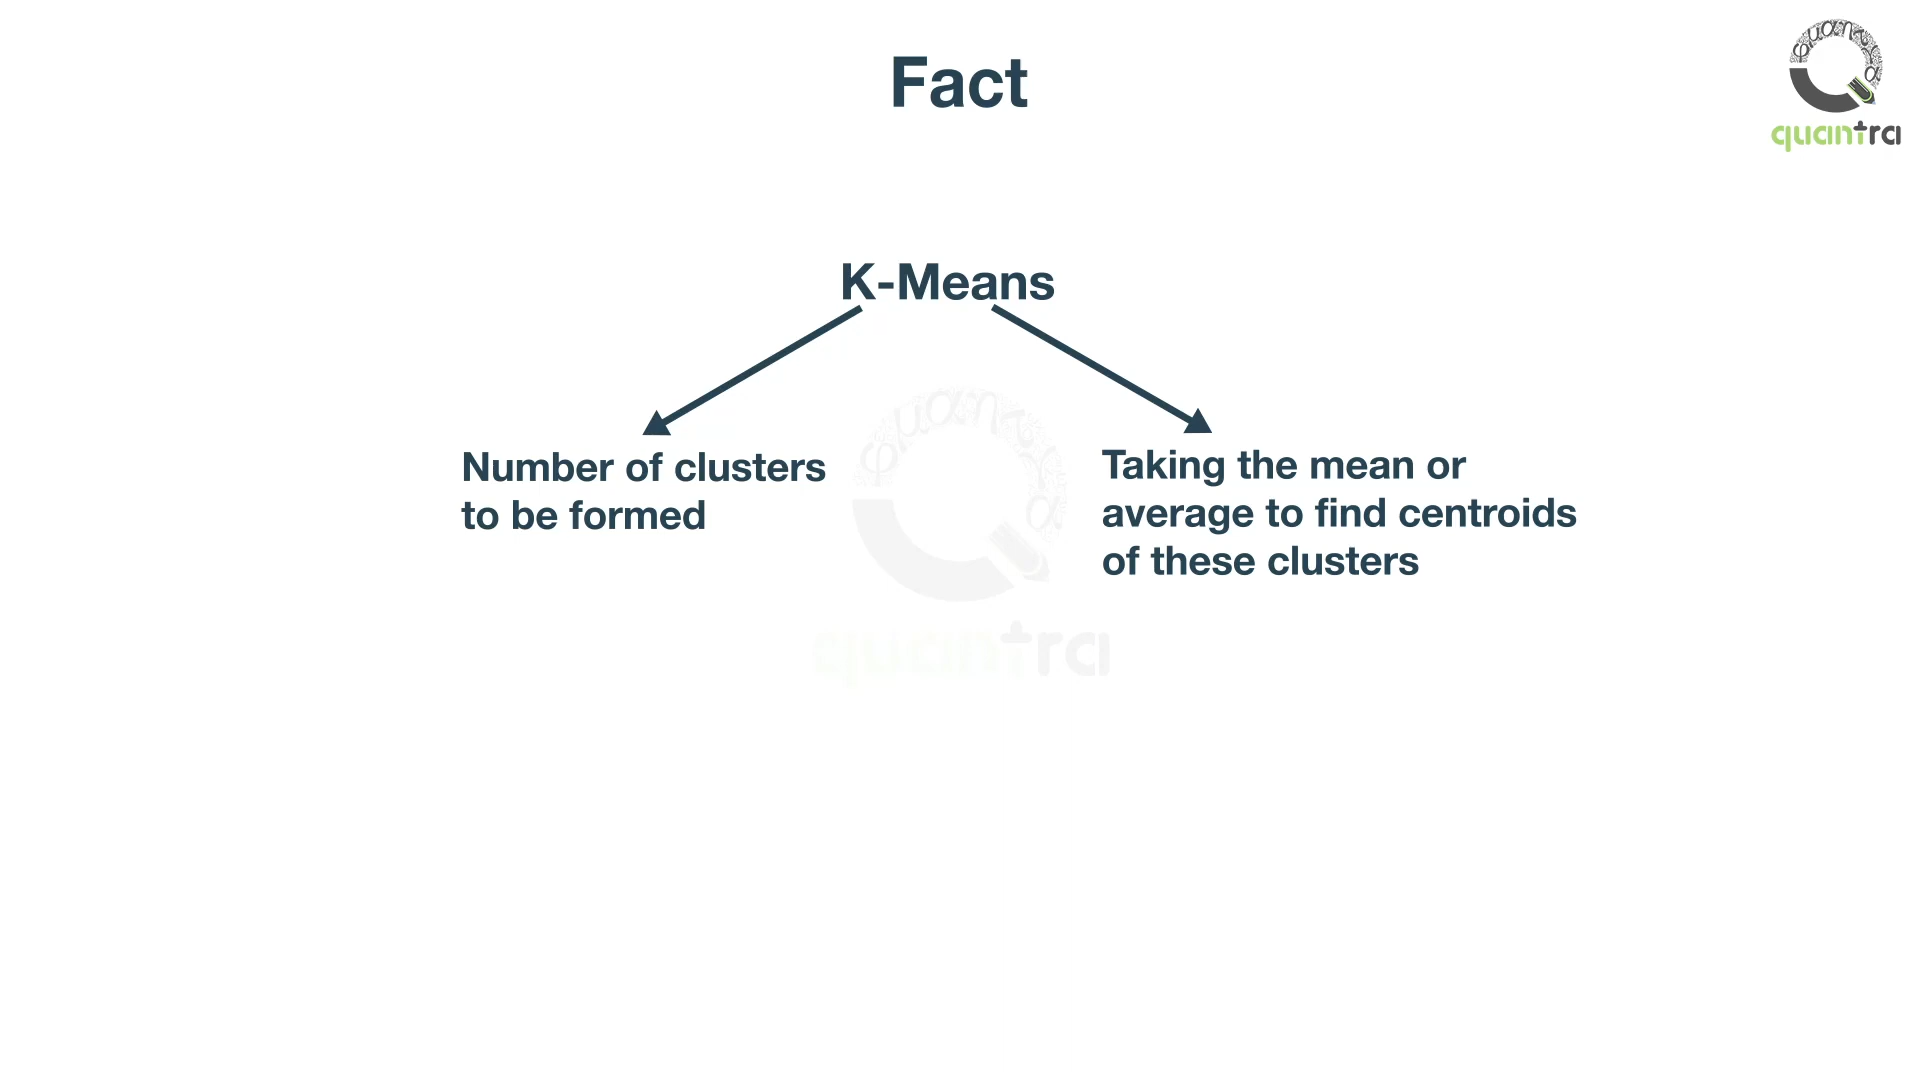 Fact
quantra
K-Means
Number of clusters
to be formed
Taking the mean or
average to find centroids
of these clusters
quantra